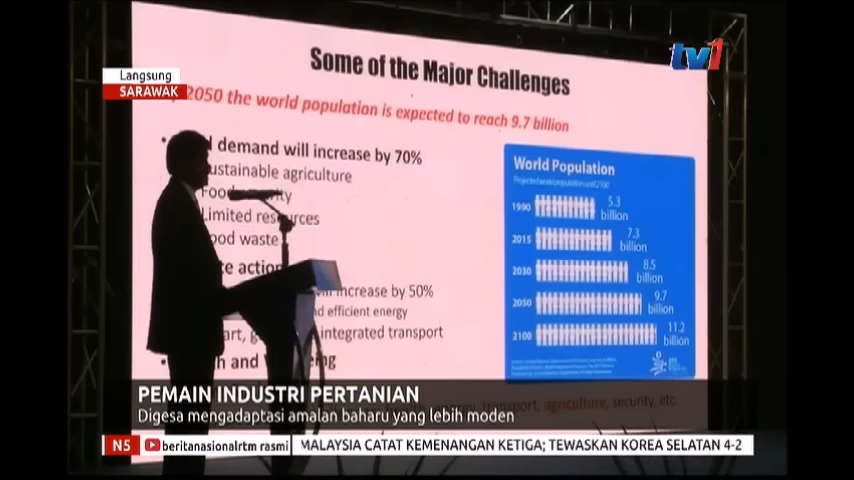 tv1
Langsung
SARAWAK
Some of the Major Challenges
2050 the world population is expected to reach 9.7 billion
demand will increase by 70%
sustainable agriculture
Food
Limited resources
food waste
action
increase by 50%
and efficient energy
integrated transport
and
World Population
1990 5.3 billion
2015 7.3 billion
2030 8.5 billion
2050 9.7 billion
2100 11.2 billion
transport, agriculture, security, etc.
PEMAIN INDUSTRI PERTANIAN
Digesa mengadaptasi amalan baharu yang lebih moden
N5 beritanasionalrtm rasmi MALAYSIA CATAT KEMENANGAN KETIGA; TEWASKAN KOREA SELATAN 4-2